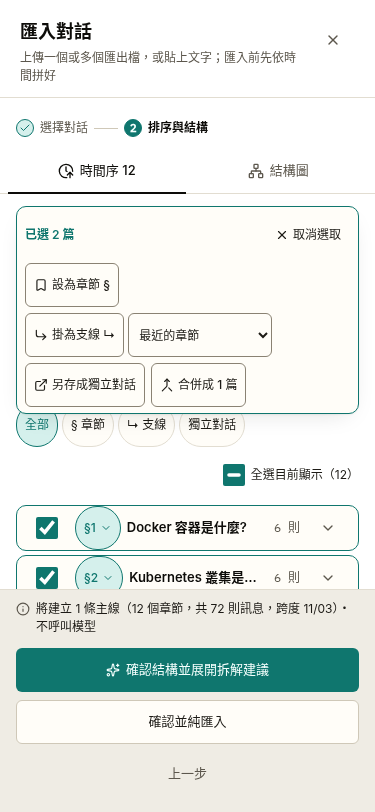 匯入對話
上傳一個或多個匯出檔，或貼上文字；匯入前先依時
間拼好
選擇對話
2 排序與結構
時間序 12
結構圖
已選 2 篇
取消選取
設為章節 §
掛為支線 ↳
最近的章節
另存成獨立對話
合併成 1 篇
全部
§ 章節
↳ 支線
獨立對話
全選目前顯示（12）
§1
Docker 容器是什麼?
6 則
§2
Kubernetes 叢集是...
6 則
將建立 1 條主線（12 個章節，共 72 則訊息，跨度 11/03）·
不呼叫模型
確認結構並展開拆解建議
確認並純匯入
上一步